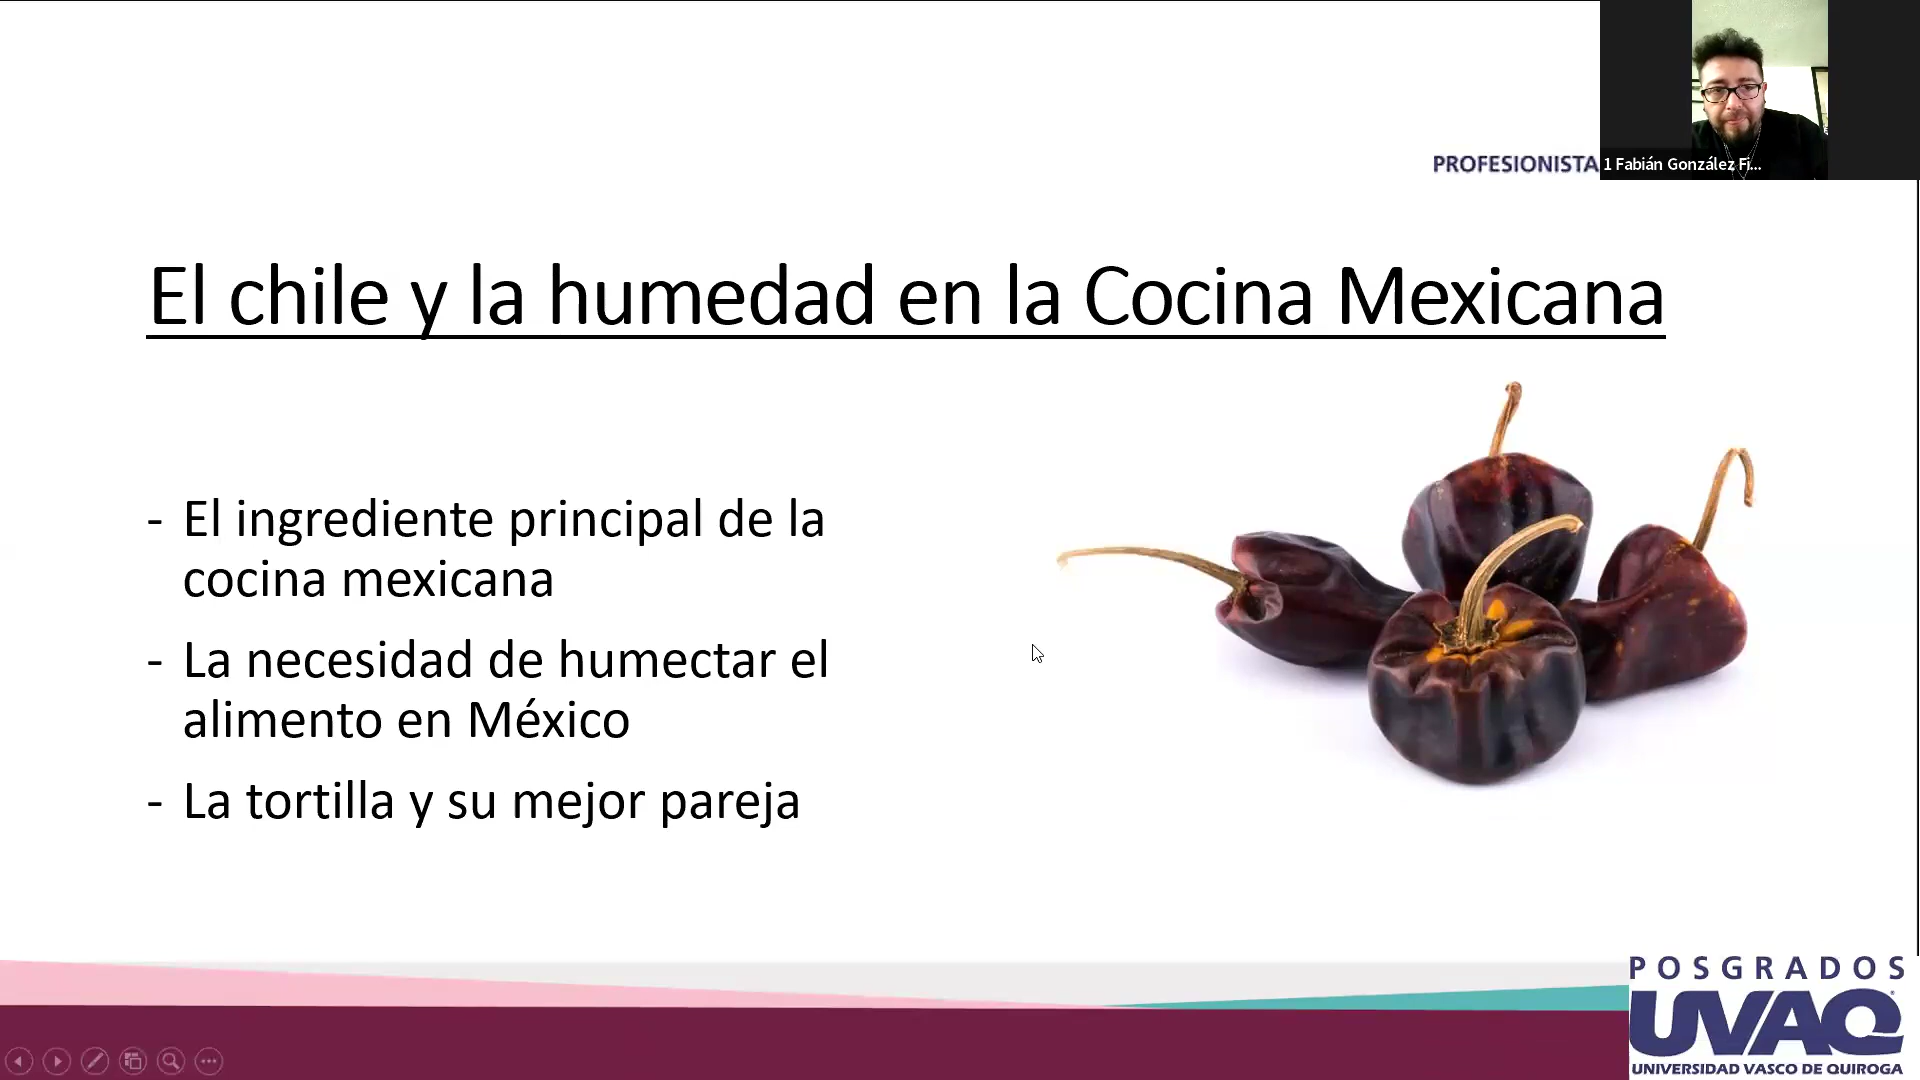 PROFESIONISTA
1 Fabián González Fi...
El chile y la humedad en la Cocina Mexicana
- El ingrediente principal de la
cocina mexicana
- La necesidad de humectar el
alimento en México
- La tortilla y su mejor pareja
POSGRADOS
UVAQ
UNIVERSIDAD VASCO DE QUIROGA